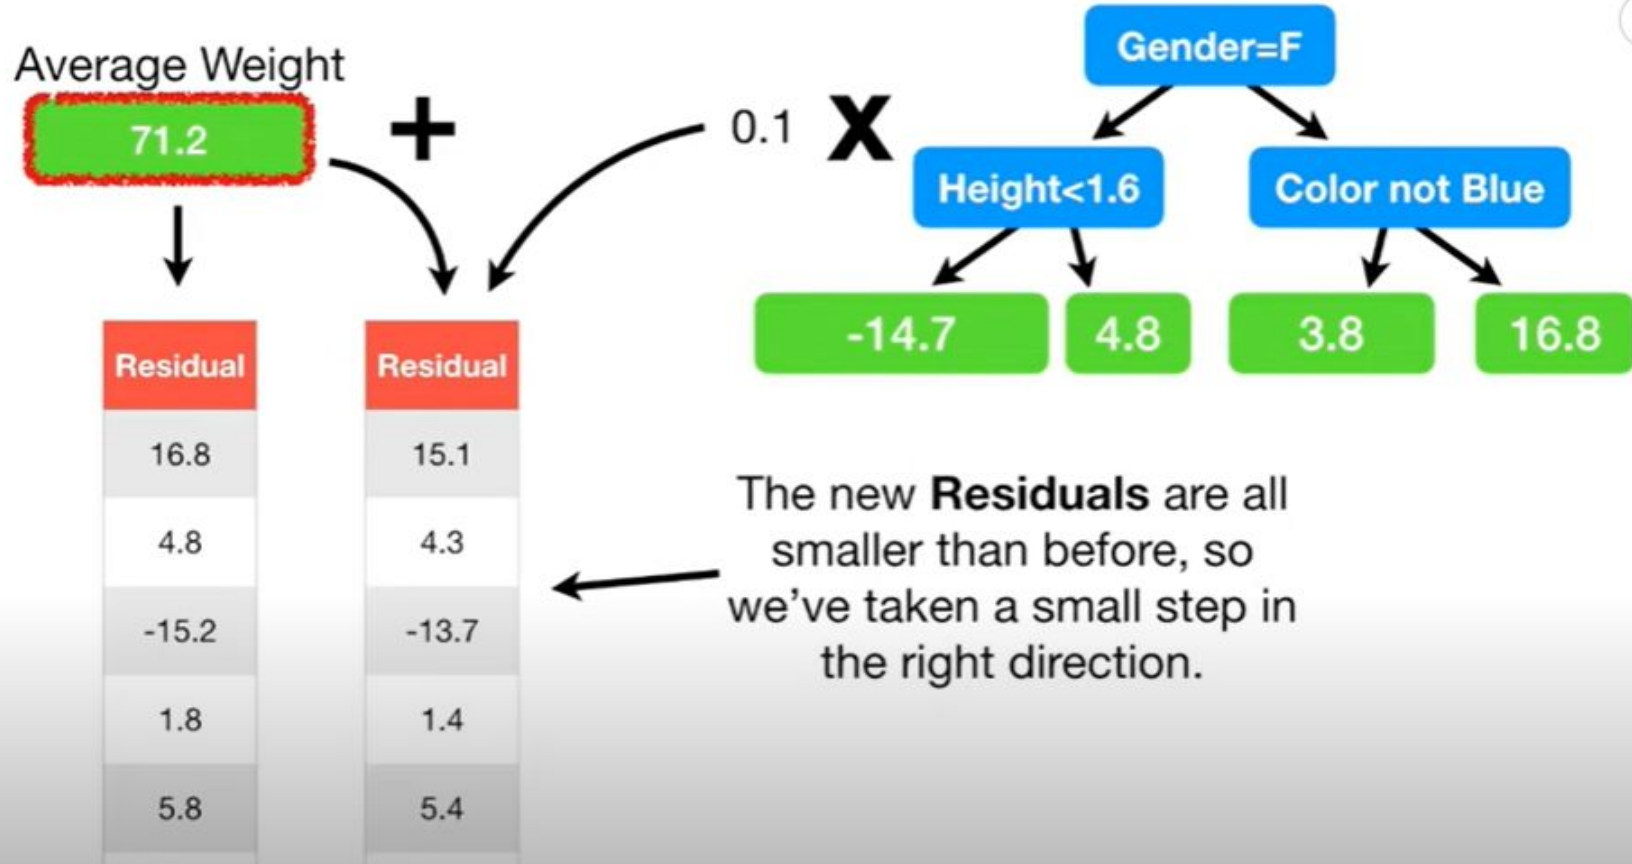 Average Weight
71.2
+
0.1
X
Gender=F
Height<1.6
Color not Blue
-14.7
4.8
3.8
16.8
Residual
16.8
4.8
-15.2
1.8
5.8
Residual
15.1
4.3
-13.7
1.4
5.4
The new Residuals are all
smaller than before, so
we've taken a small step in
the right direction.